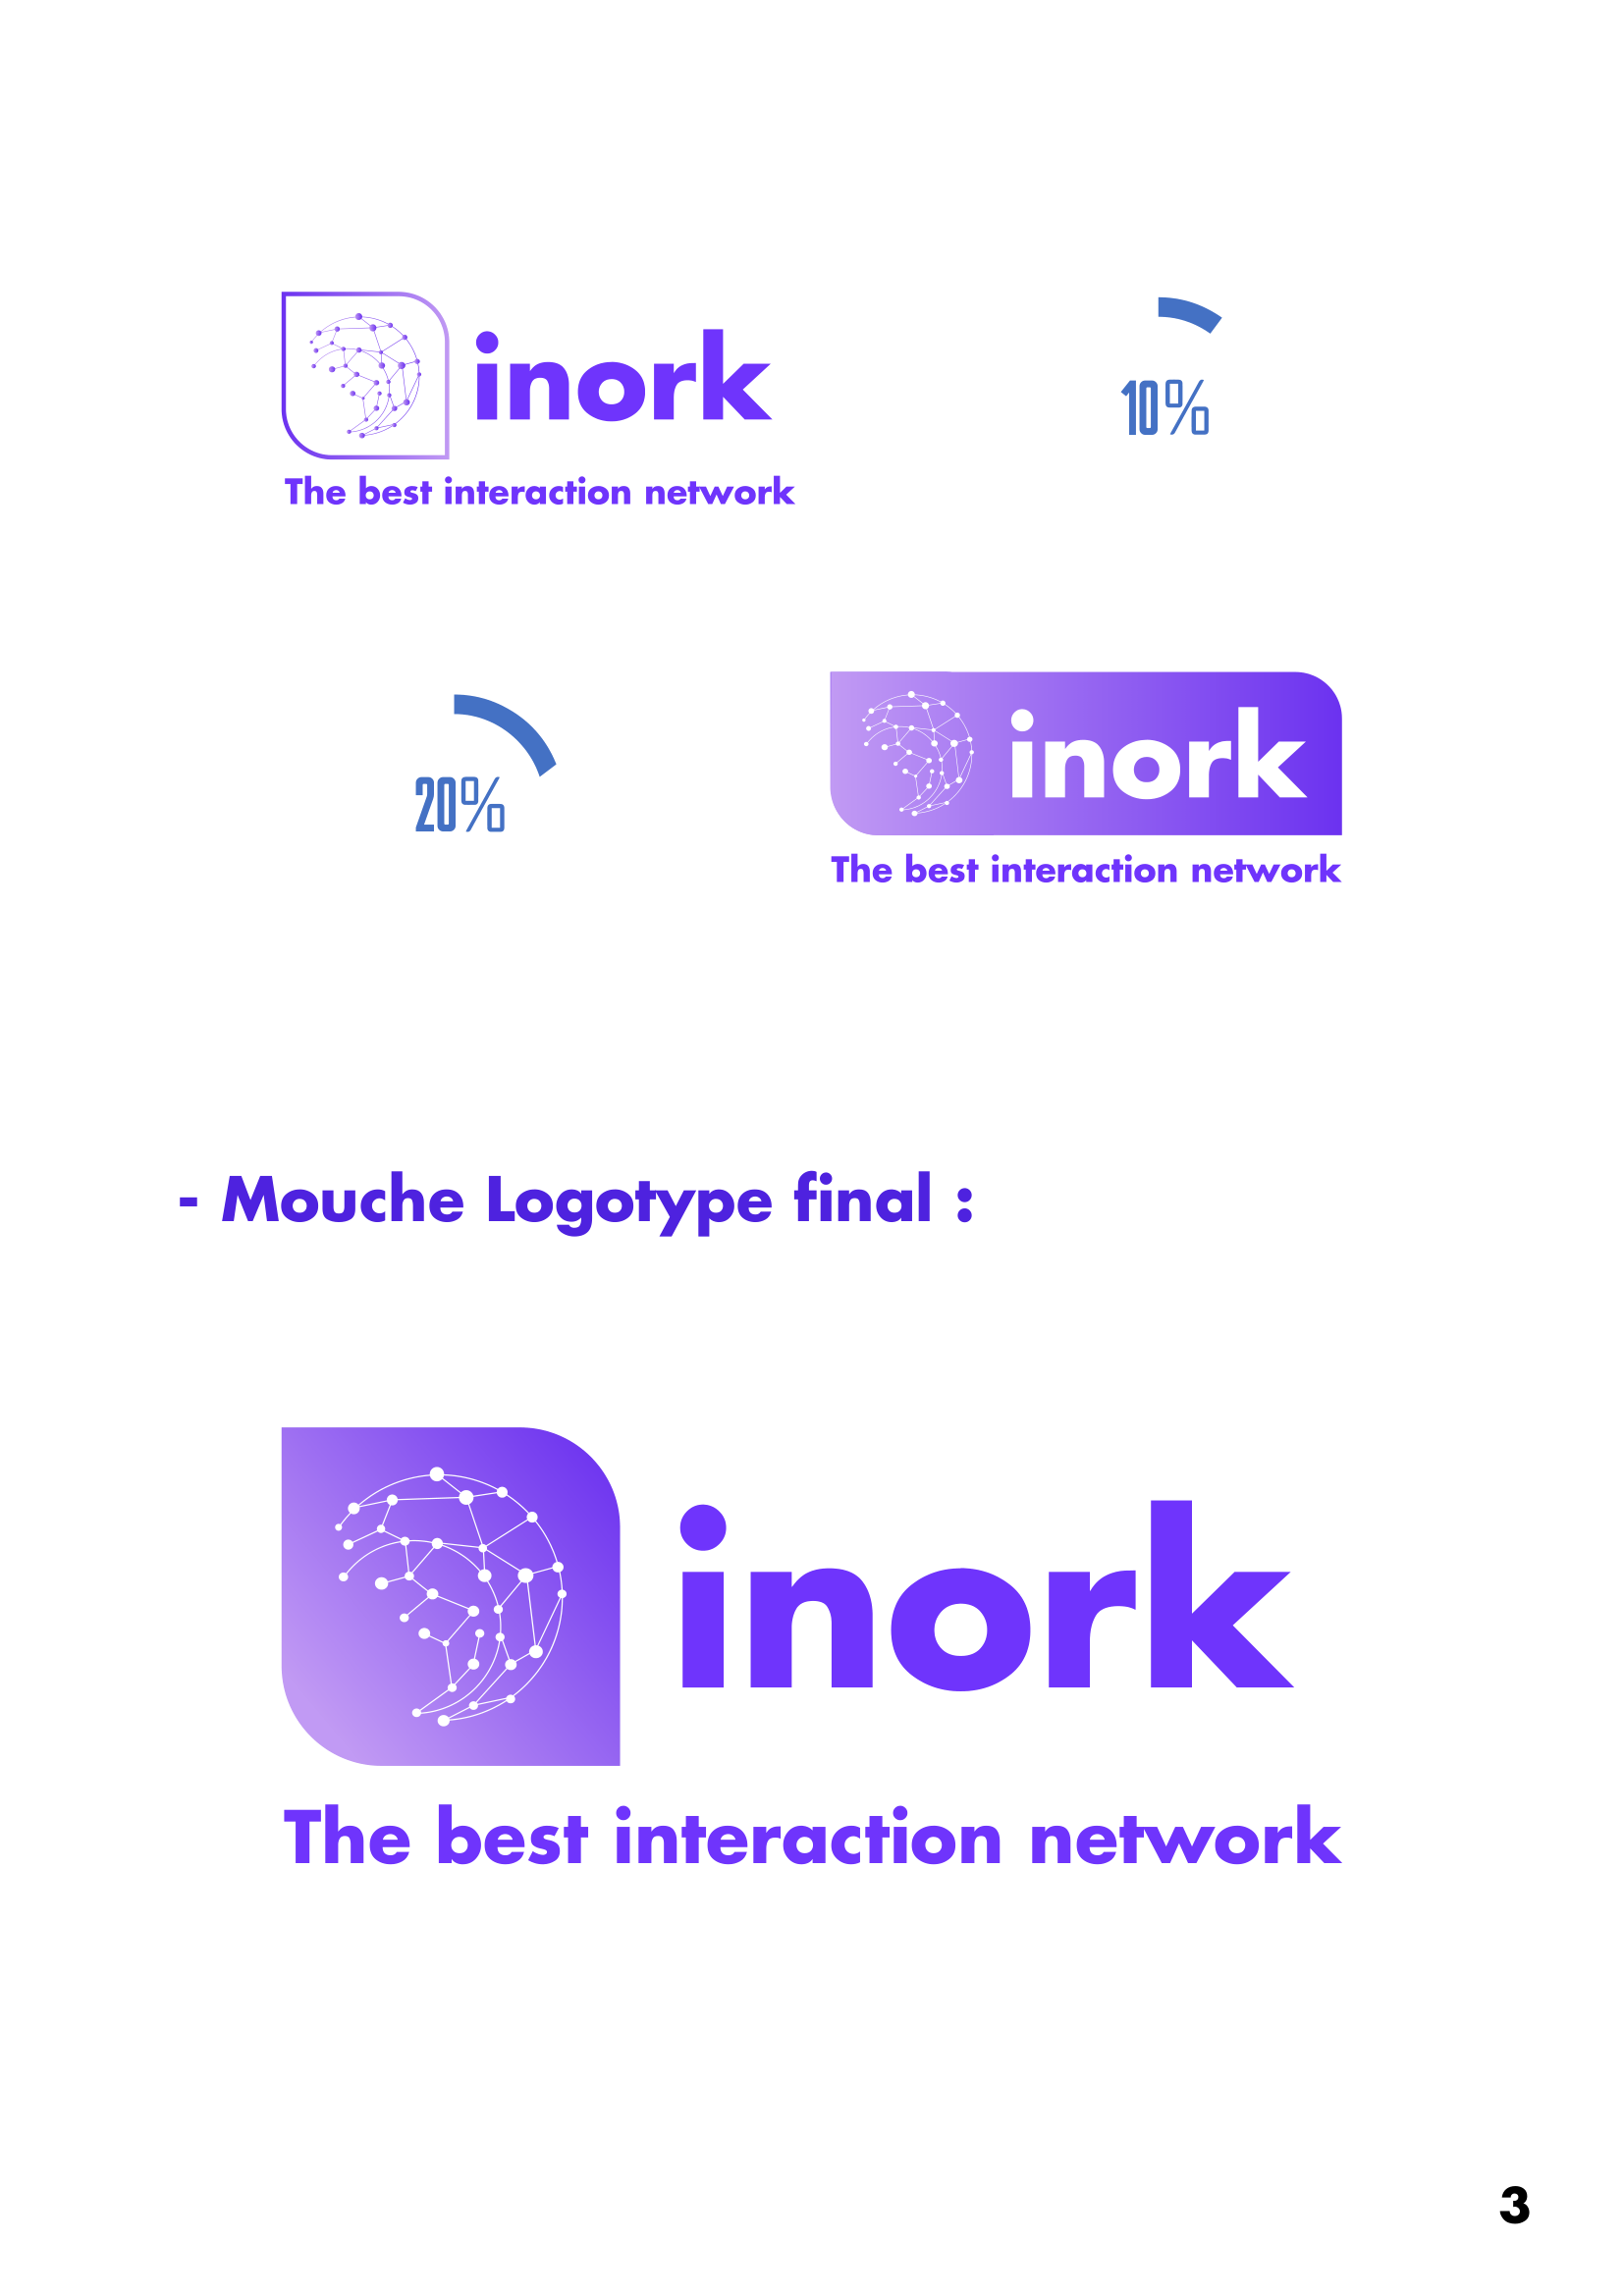 inork
10%
The best interaction network
20%
inork
The best interaction network
- Mouche Logotype final :
inork
The best interaction network
3